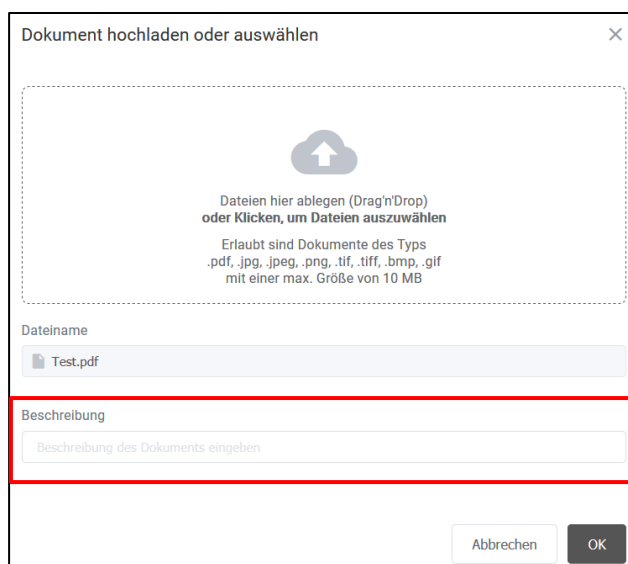 Dokument hochladen oder auswählen
Dateien hier ablegen (Drag'n'Drop)
oder Klicken, um Dateien auszuwählen
Erlaubt sind Dokumente des Typs
.pdf, .jpg, .jpeg, .png, .tif, .tiff, .bmp, .gif
mit einer max. Größe von 10 MB
Dateiname
Test.pdf
Beschreibung
Beschreibung des Dokuments eingeben
Abbrechen OK